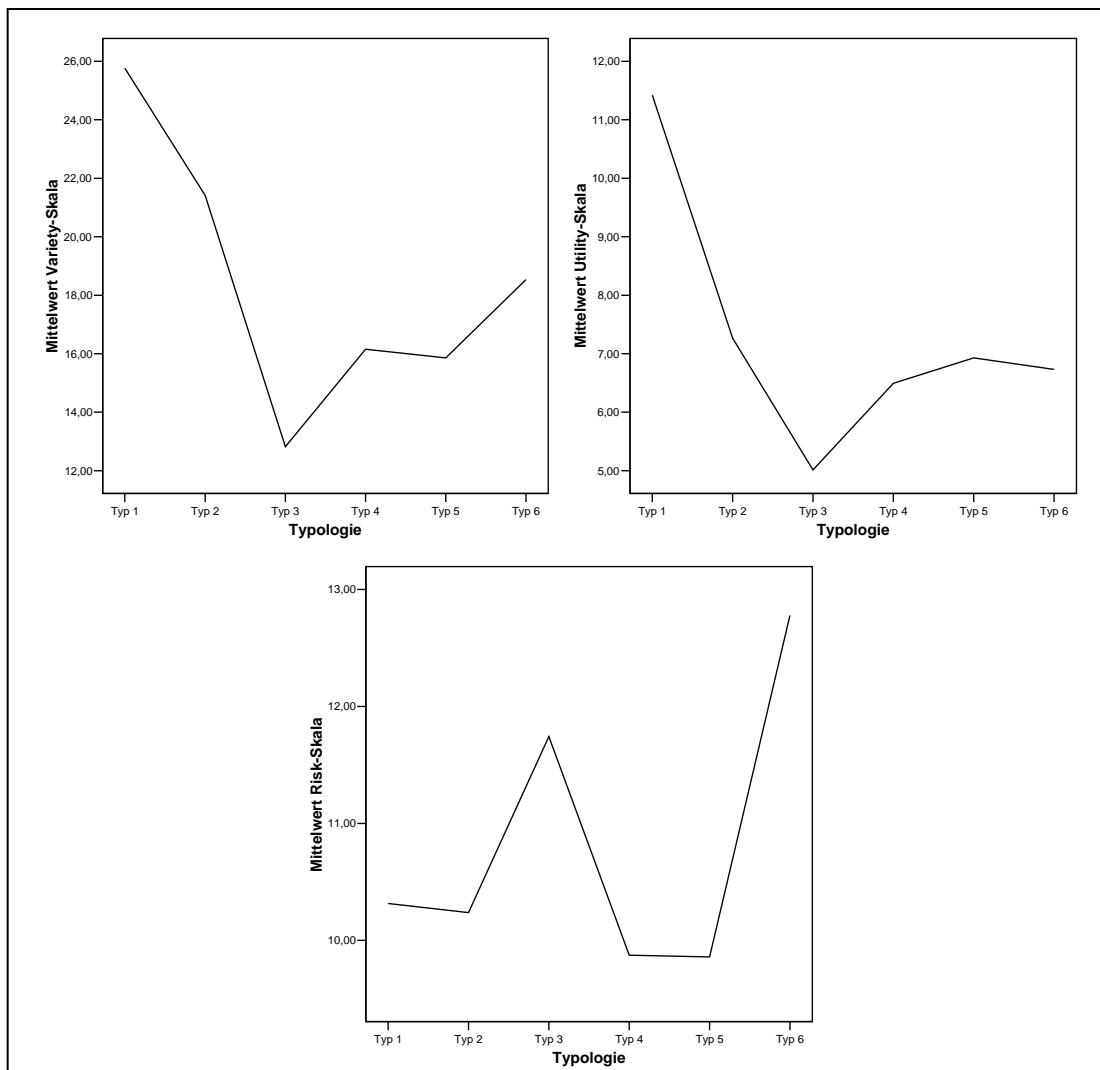 Mittelwert Variety-Skala
26,00
24,00
22,00
20,00
18,00
16,00
14,00
12,00
Typ 1 Typ 2 Typ 3 Typ 4 Typ 5 Typ 6
Typologie
Mittelwert Utility-Skala
12,00
11,00
10,00
9,00
8,00
7,00
6,00
5,00
Typ 1 Typ 2 Typ 3 Typ 4 Typ 5 Typ 6
Typologie
Mittelwert Risk-Skala
13,00
12,00
11,00
10,00
Typ 1 Typ 2 Typ 3 Typ 4 Typ 5 Typ 6
Typologie